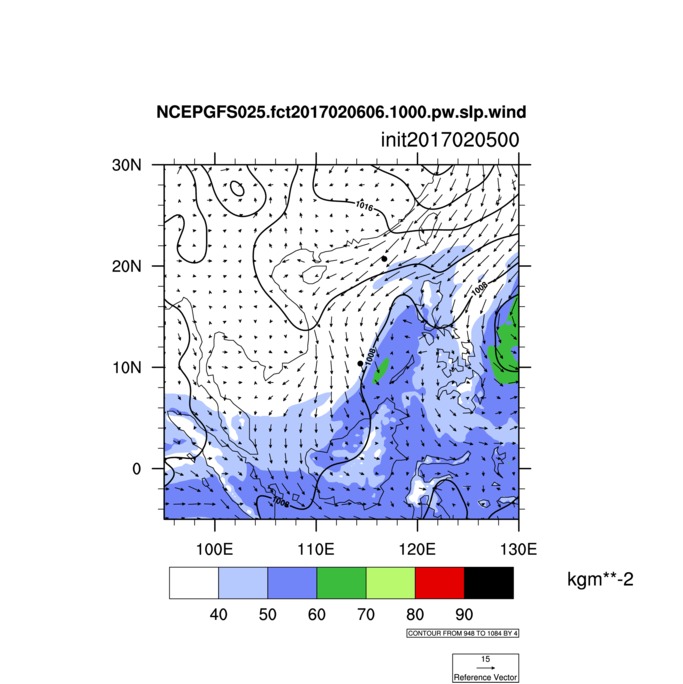 NCEPGFS025.fct2017020606.1000.pw.slp.wind
init2017020500
30N
1016
20N
1008
1008
10N
0
1008
100E 110E 120E 130E
kgm**-2
40 50 60 70 80 90
CONTOUR FROM 948 TO 1084 BY 4
15
Reference Vector